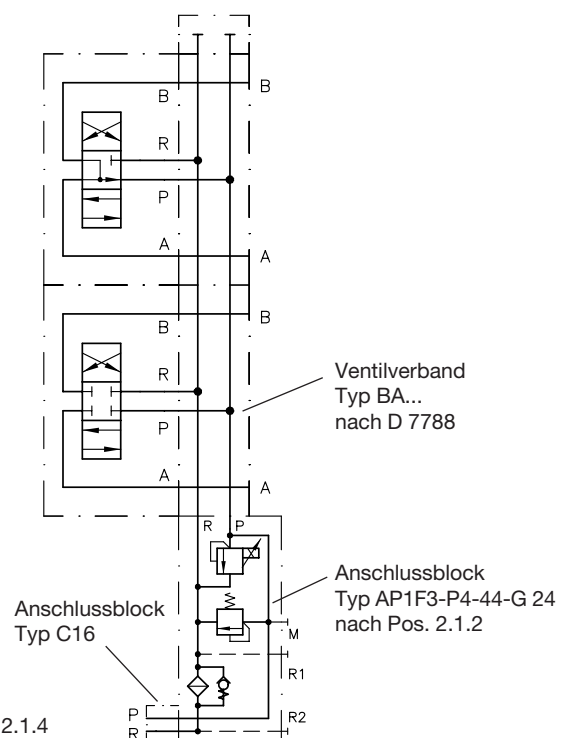 B
B
R
P
A
A
B
B
R
P
A
A
Ventilverband
Typ BA...
nach D 7788
R P
Anschlussblock
Typ AP1F3-P4-44-G 24
nach Pos. 2.1.2
Anschlussblock
Typ C16
M
R1
P
R2
2.1.4
R